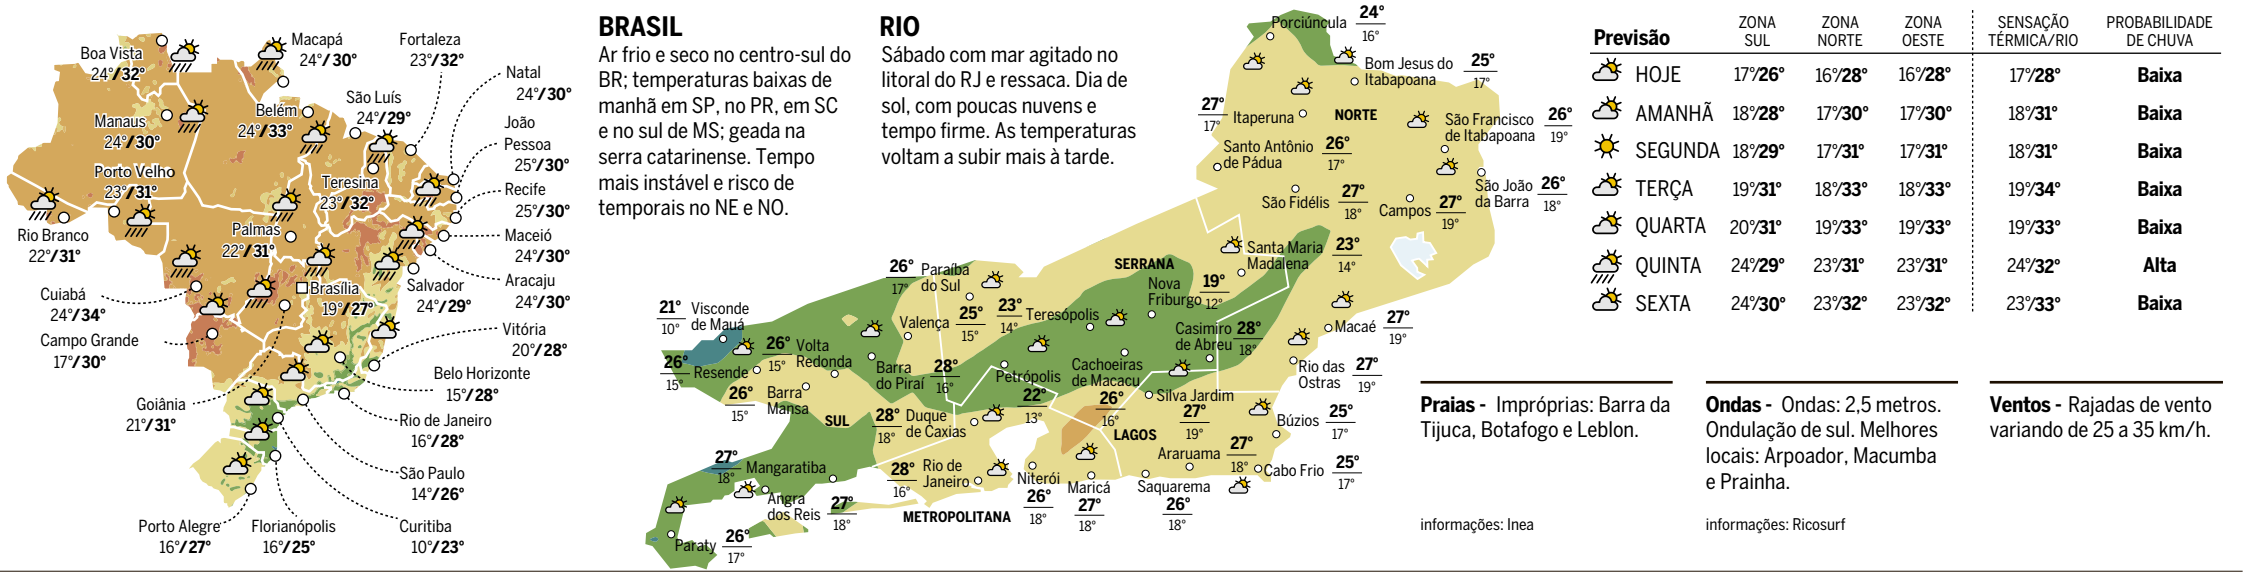 Boa Vista
24°/32°
Macapá
24°/30°
Fortaleza
23°/32°
Natal
24°/30°
São Luís
24°/29°
Belém
24°/33°
Manaus
24°/30°
João
Pessoa
25°/30°
Porto Velho
23°/31°
Teresina
23°/32°
Recife
25°/30°
Rio Branco
22°/31°
Palmas
22°/31°
Maceió
24°/30°
Aracaju
24°/30°
Cuiabá
24°/34°
Brasília
19°/27°
Salvador
24°/29°
Campo Grande
17°/30°
Vitória
20°/28°
Belo Horizonte
15°/28°
Goiânia
21°/31°
Rio de Janeiro
16°/28°
São Paulo
14°/26°
Porto Alegre
16°/27°
Florianópolis
16°/25°
Curitiba
10°/23°
BRASIL
Ar frio e seco no centro-sul do
BR; temperaturas baixas de
manhã em SP, no PR, em SC
e no sul de MS; geada na
serra catarinense. Tempo
mais instável e risco de
temporais no NE e NO.
RIO
Sábado com mar agitado no
litoral do RJ e ressaca. Dia de
sol, com poucas nuvens e
tempo firme. As temperaturas
voltam a subir mais à tarde.
Porciúncula
24°
16°
Bom Jesus do
Itabapoana
25°
17°
27°
17°
Itaperuna
NORTE
São Francisco
de Itabapoana
26°
19°
Santo Antônio
de Pádua
26°
17°
São Fidélis
27°
18°
Campos
27°
19°
São João
da Barra
26°
18°
Santa Maria
Madalena
23°
14°
SERRANA
26°
17°
Paraíba
do Sul
Nova
Friburgo
19°
12°
21°
10°
Visconde
de Mauá
Valença
25°
15°
23°
14°
Teresópolis
Casimiro
de Abreu
28°
18°
Macaé
27°
19°
26°
15°
Resende
26°
15°
Volta
Redonda
Barra
do Piraí
28°
16°
Petrópolis
22°
13°
Cachoeiras
de Macacu
26°
16°
Rio das
Ostras
27°
19°
26°
15°
Barra
Mansa
SUL
28°
18°
Duque
de Caxias
Silva Jardim
27°
19°
LAGOS
Búzios
25°
17°
Araruama
27°
18°
Cabo Frio
25°
17°
27°
18°
Mangaratiba
28°
16°
Rio de
Janeiro
Niterói
26°
18°
Maricá
27°
18°
Saquarema
26°
18°
Angra
dos Reis
27°
18°
METROPOLITANA
Paraty
26°
17°
Previsão
ZONA
SUL
ZONA
NORTE
ZONA
OESTE
SENSAÇÃO
TÉRMICA/RIO
PROBABILIDADE
DE CHUVA
HOJE 17°/26° 16°/28° 16°/28° 17°/28° Baixa
AMANHÃ 18°/28° 17°/30° 17°/30° 18°/31° Baixa
SEGUNDA 18°/29° 17°/31° 17°/31° 18°/31° Baixa
TERÇA 19°/31° 18°/33° 18°/33° 19°/34° Baixa
QUARTA 20°/31° 19°/33° 19°/33° 19°/33° Baixa
QUINTA 24°/29° 23°/31° 23°/31° 24°/32° Alta
SEXTA 24°/30° 23°/32° 23°/32° 23°/33° Baixa
Praias - Impróprias: Barra da
Tijuca, Botafogo e Leblon.
informações: Inea
Ondas - Ondas: 2,5 metros.
Ondulação de sul. Melhores
locais: Arpoador, Macumba
e Prainha.
informações: Ricosurf
Ventos - Rajadas de vento
variando de 25 a 35 km/h.